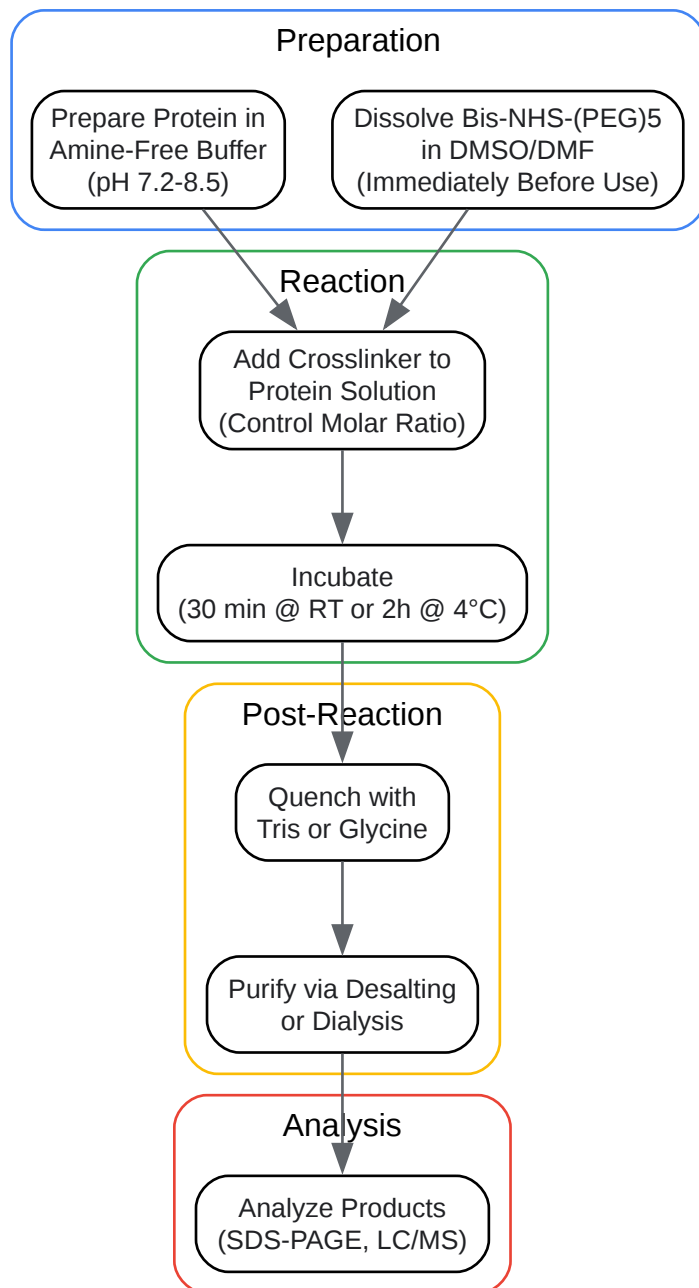 Preparation
Prepare Protein in
Amine-Free Buffer
(pH 7.2-8.5)
Dissolve Bis-NHS-(PEG)5
in DMSO/DMF
(Immediately Before Use)
Reaction
Add Crosslinker to
Protein Solution
(Control Molar Ratio)
Incubate
(30 min @ RT or 2h @ 4°C)
Post-Reaction
Quench with
Tris or Glycine
Purify via Desalting
or Dialysis
Analysis
Analyze Products
(SDS-PAGE, LC/MS)